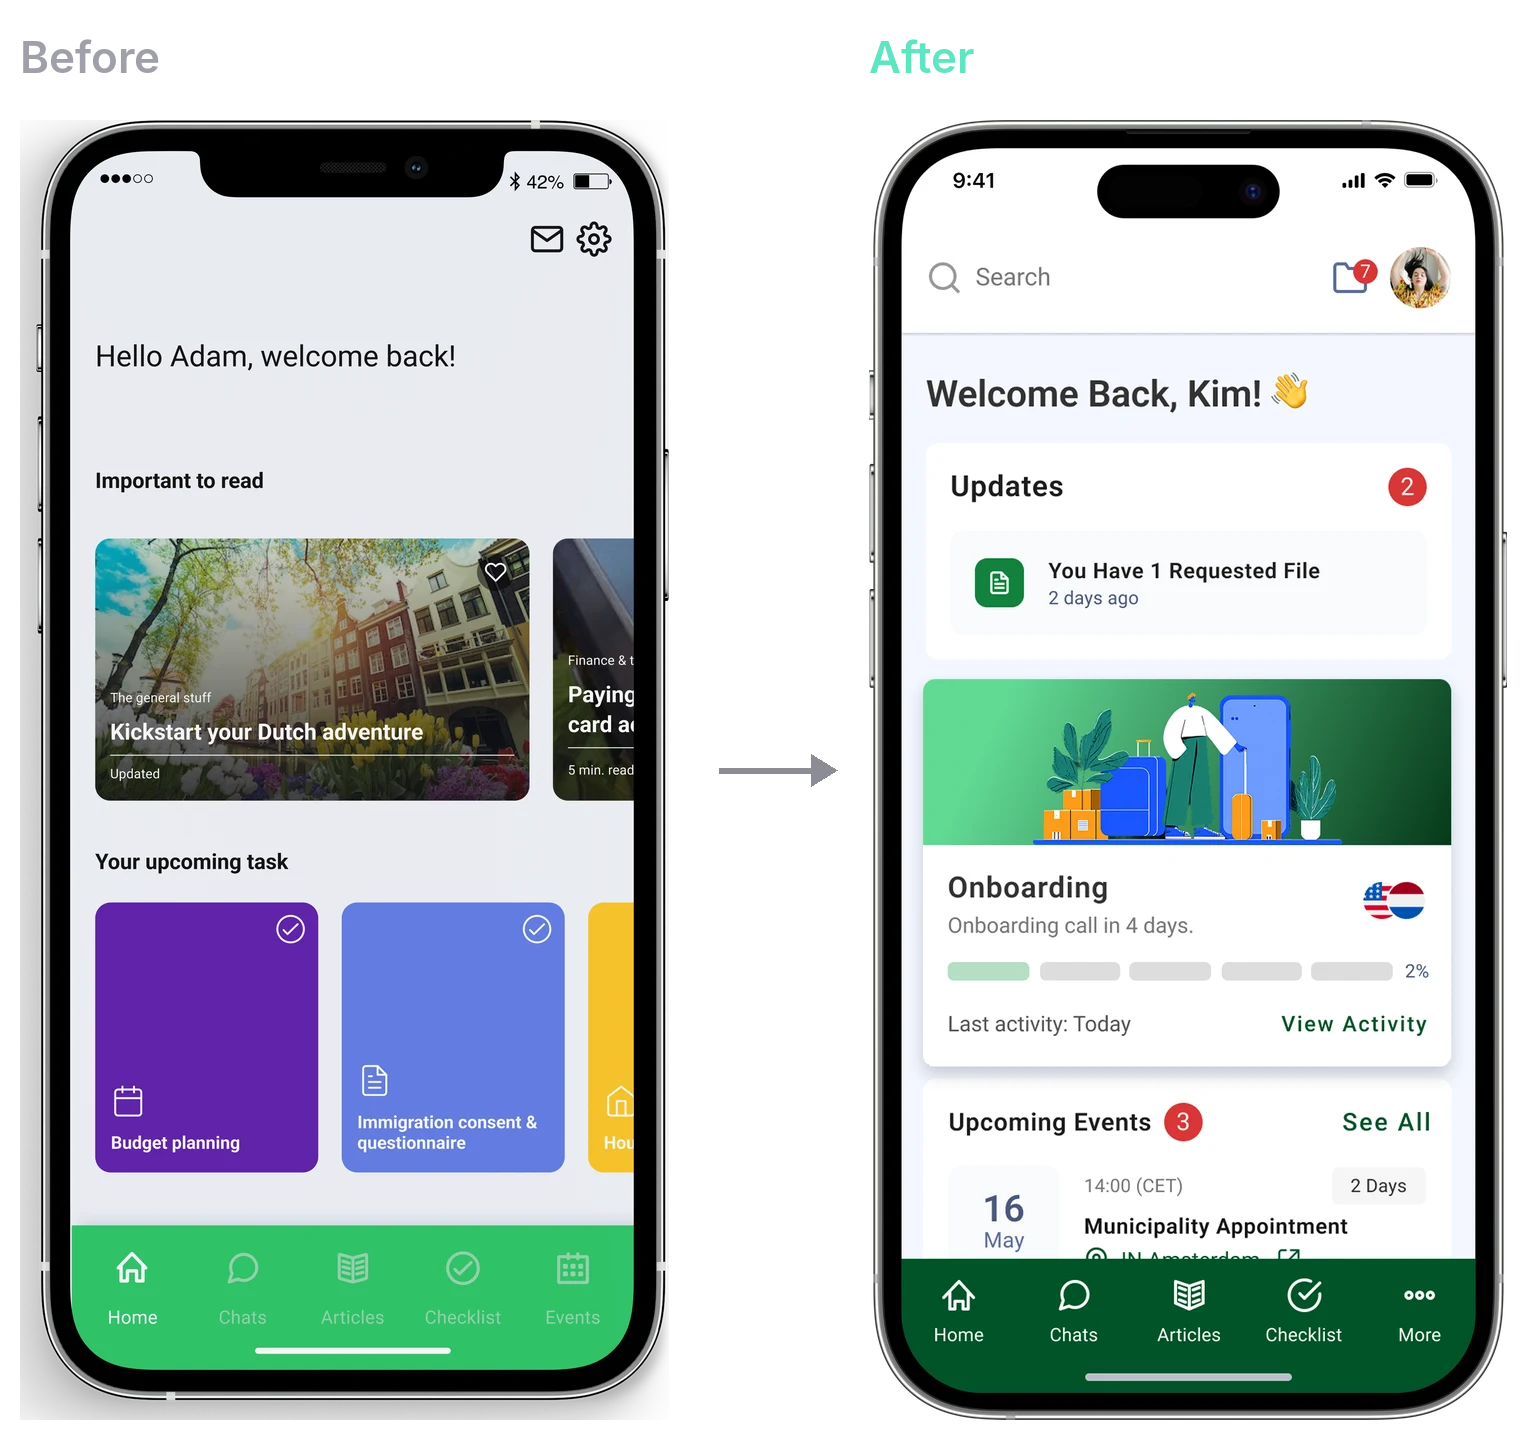 Before
After
42%
Hello Adam, welcome back!
Important to read
The general stuff
Kickstart your Dutch adventure
Updated
Finance & t
Paying
card a
5 min. read
Your upcoming task
Budget planning
Immigration consent &
questionnaire
Hou
Home
Chats
Articles
Checklist
Events
9:41
Search
7
Welcome Back, Kim! 👋
Updates
2
You Have 1 Requested File
2 days ago
Onboarding
Onboarding call in 4 days.
2%
Last activity: Today
View Activity
Upcoming Events
3
See All
16
May
14:00 (CET)
2 Days
Municipality Appointment
IN Amsterdam
Home
Chats
Articles
Checklist
More